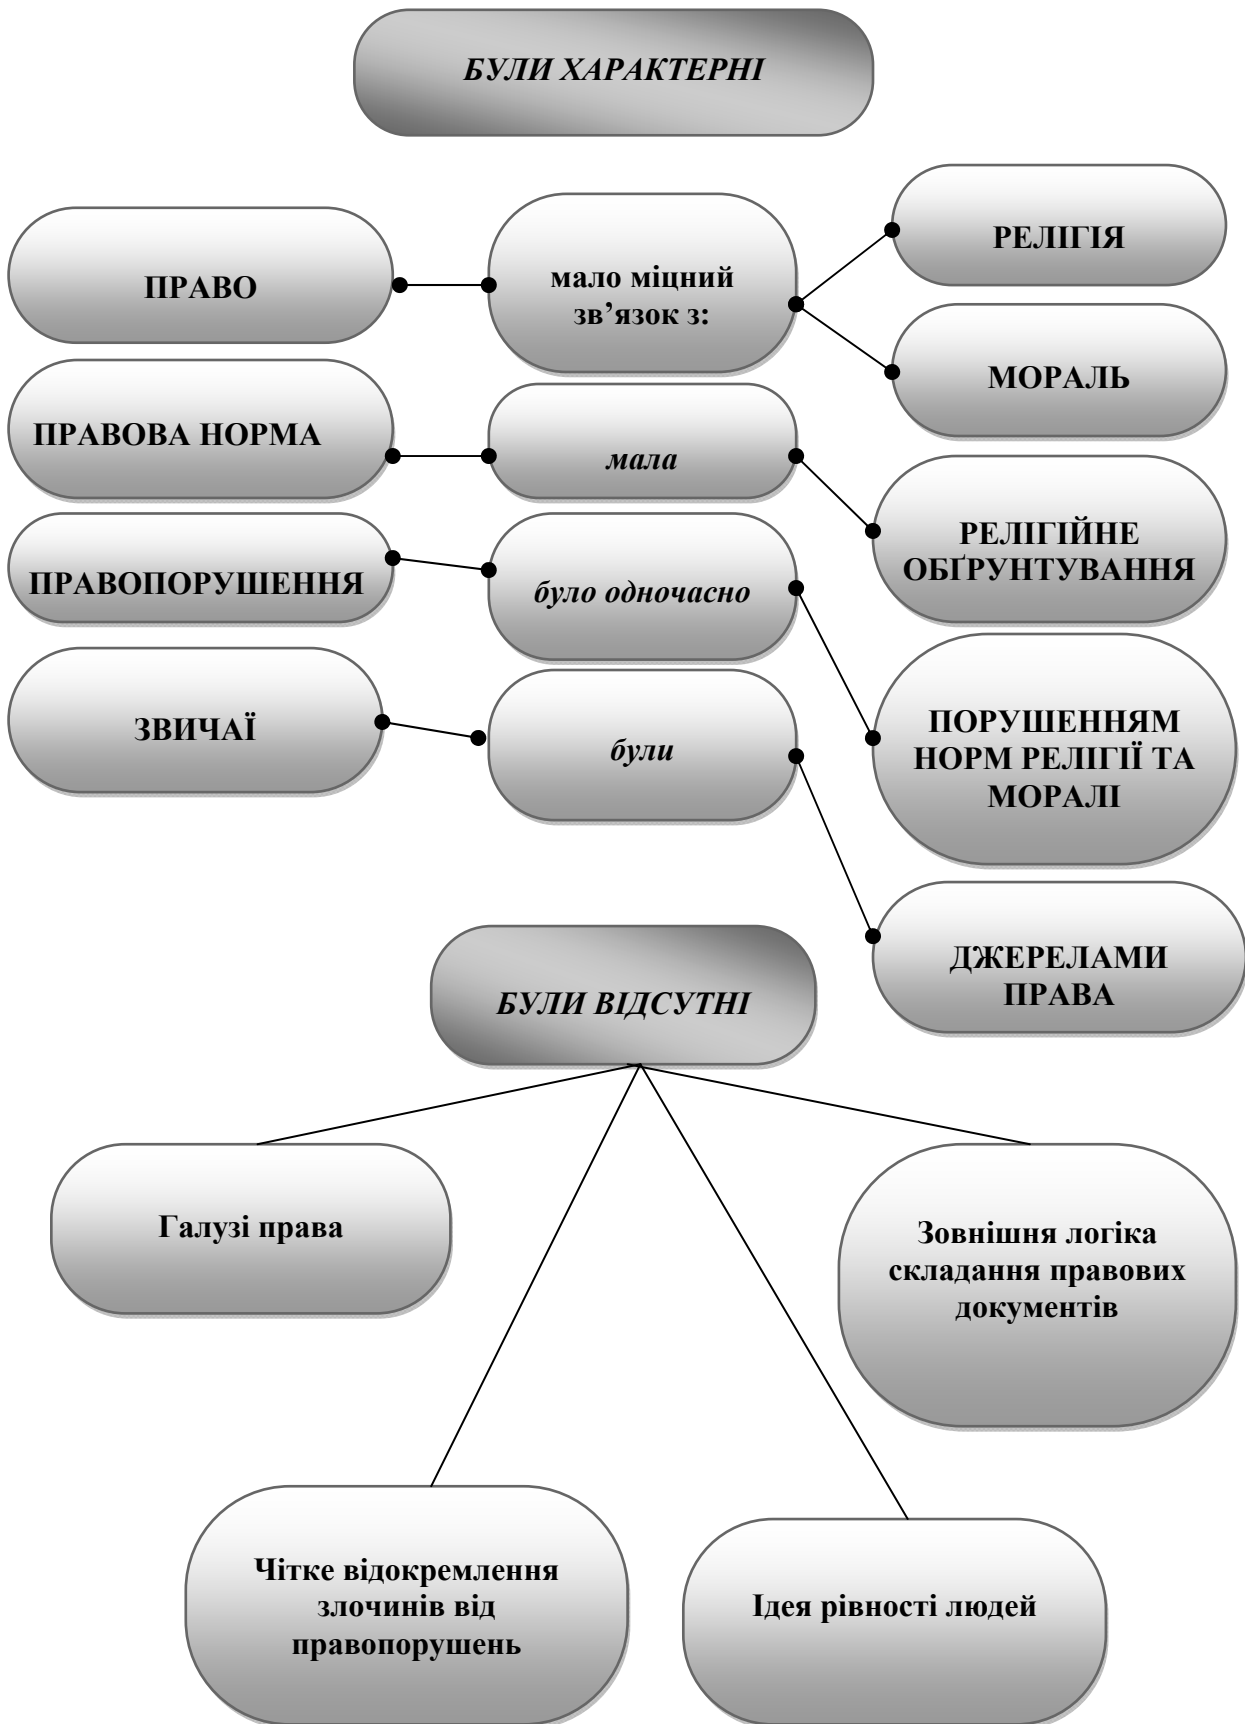 БУЛИ ХАРАКТЕРНІ
ПРАВО
мало міцний
зв’язок з:
РЕЛІГІЯ
МОРАЛЬ
ПРАВОВА НОРМА
мала
РЕЛІГІЙНЕ
ОБҐРУНТУВАННЯ
ПРАВОПОРУШЕННЯ
було одночасно
ПОРУШЕННЯМ
НОРМ РЕЛІГІЇ ТА
МОРАЛІ
ЗВИЧАЇ
були
ДЖЕРЕЛАМИ
ПРАВА
БУЛИ ВІДСУТНІ
Галузі права
Зовнішня логіка
складання правових
документів
Чітке відокремлення
злочинів від
правопорушень
Ідея рівності людей